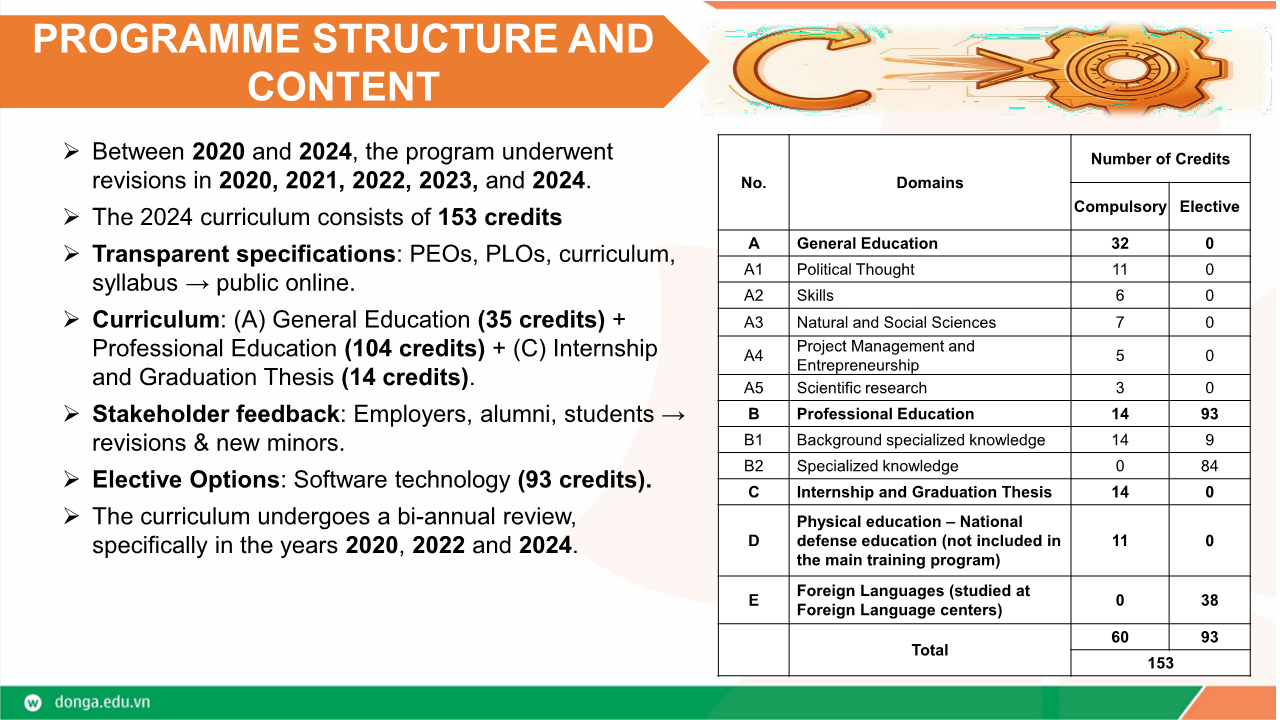 PROGRAMME STRUCTURE AND
CONTENT
➢ Between 2020 and 2024, the program underwent
revisions in 2020, 2021, 2022, 2023, and 2024.
➢ The 2024 curriculum consists of 153 credits
➢ Transparent specifications: PEOs, PLOs, curriculum,
syllabus → public online.
➢ Curriculum: (A) General Education (35 credits) +
Professional Education (104 credits) + (C) Internship
and Graduation Thesis (14 credits).
➢ Stakeholder feedback: Employers, alumni, students →
revisions & new minors.
➢ Elective Options: Software technology (93 credits).
➢ The curriculum undergoes a bi-annual review,
specifically in the years 2020, 2022 and 2024.
No. Domains Number of Credits
Compulsory Elective
A General Education 32 0
A1 Political Thought 11 0
A2 Skills 6 0
A3 Natural and Social Sciences 7 0
A4 Project Management and
Entrepreneurship 5 0
A5 Scientific research 3 0
B Professional Education 14 93
B1 Background specialized knowledge 14 9
B2 Specialized knowledge 0 84
C Internship and Graduation Thesis 14 0
D Physical education – National
defense education (not included in
the main training program) 11 0
E Foreign Languages (studied at
Foreign Language centers) 0 38
Total 60 93
153
w donga.edu.vn